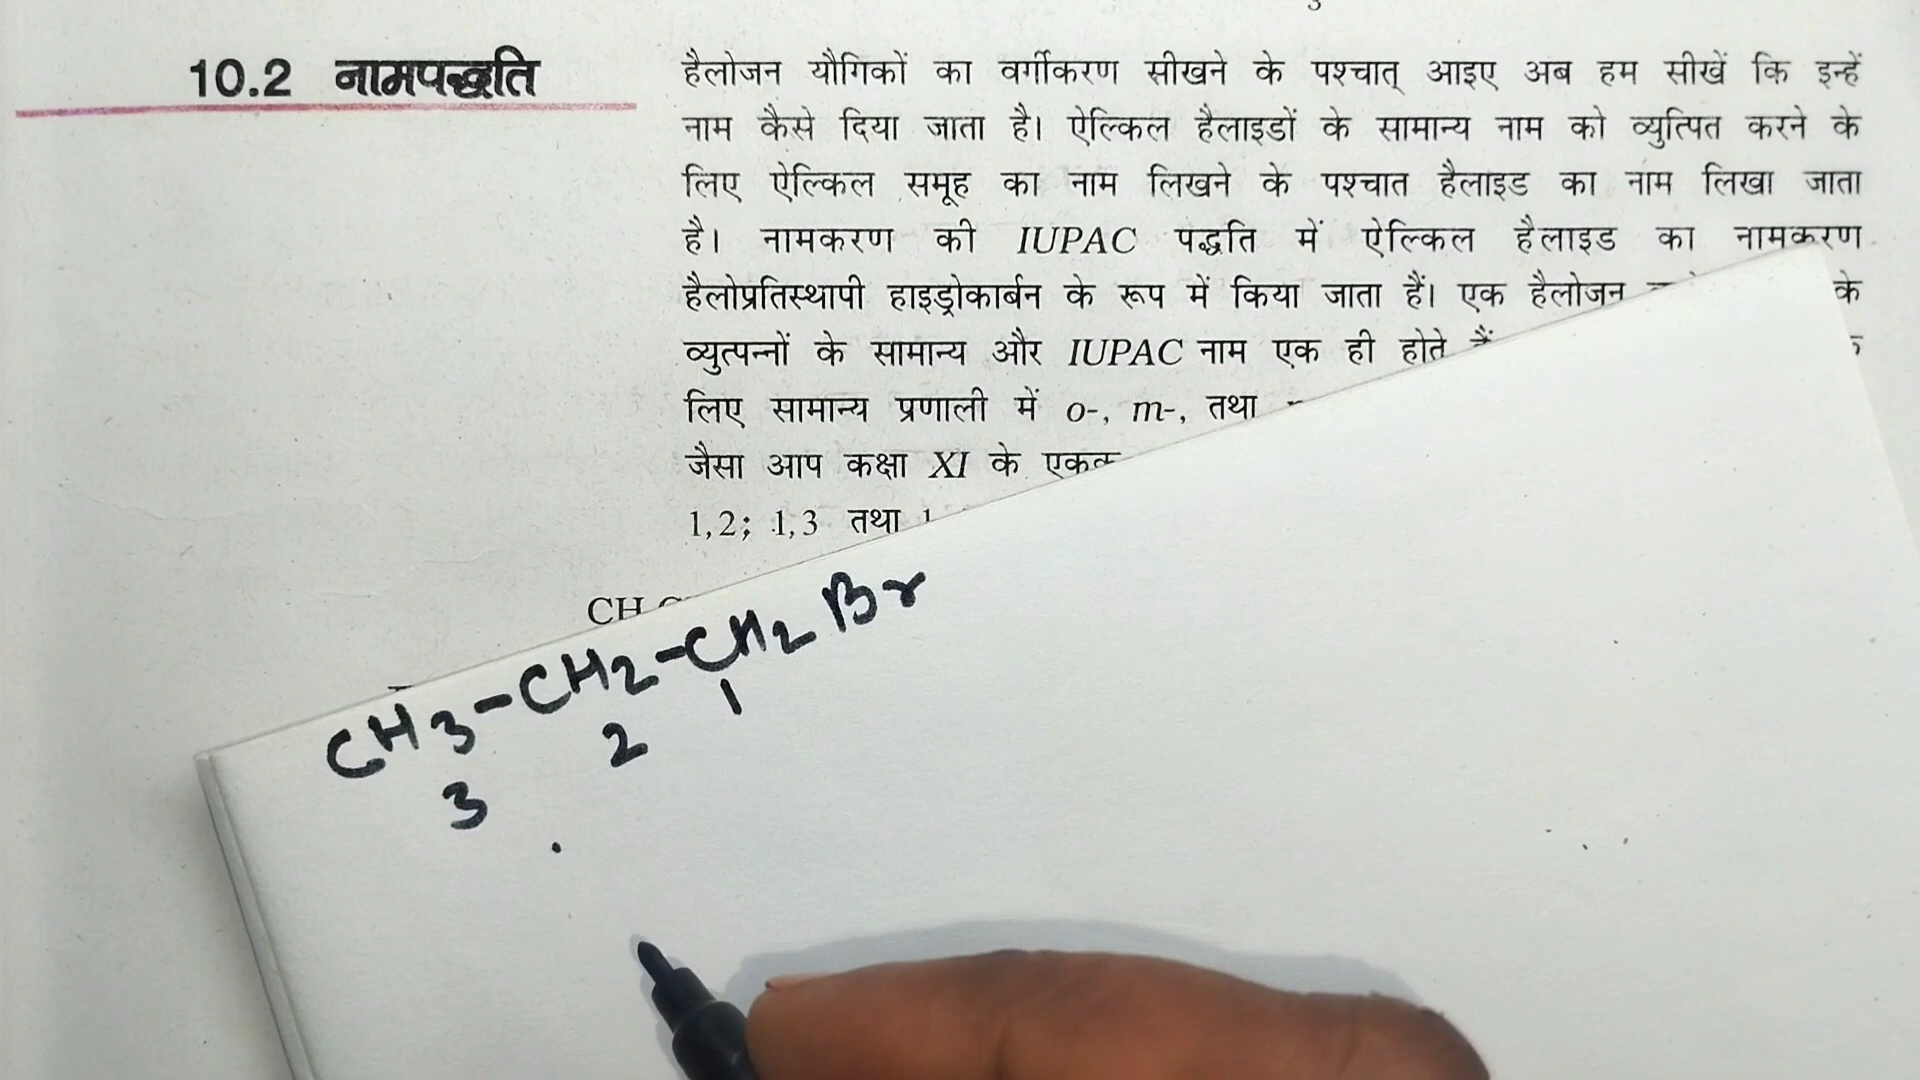 10.2 नामपद्धति
हैलोजन यौगिकों का वर्गीकरण सीखने के पश्चात् आइए अब हम सीखें कि इन्हें
नाम कैसे दिया जाता है। ऐल्किल हैलाइडों के सामान्य नाम को व्युत्पित करने के
लिए ऐल्किल समूह का नाम लिखने के पश्चात हैलाइड का नाम लिखा जाता
है। नामकरण की IUPAC पद्धति में ऐल्किल हैलाइड का नामकरण
हैलोप्रतिस्थापी हाइड्रोकार्बन के रूप में किया जाता हैं। एक हैलोजन के
व्युत्पन्नों के सामान्य और IUPAC नाम एक ही होते हैं
लिए सामान्य प्रणाली में o-, m-, तथा
जैसा आप कक्षा XI के
1,2; 1,3 तथा
CH
CH3-CH2-CH2Br
3 2 1